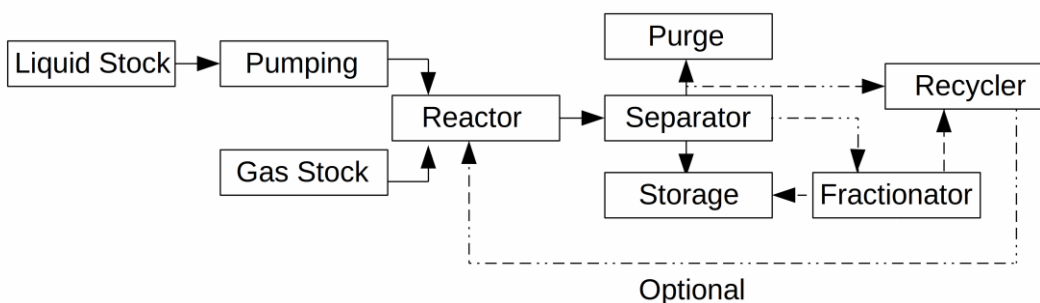 Purge
Liquid Stock
Pumping
Recycler
Reactor
Separator
Gas Stock
Storage
Fractionator
Optional